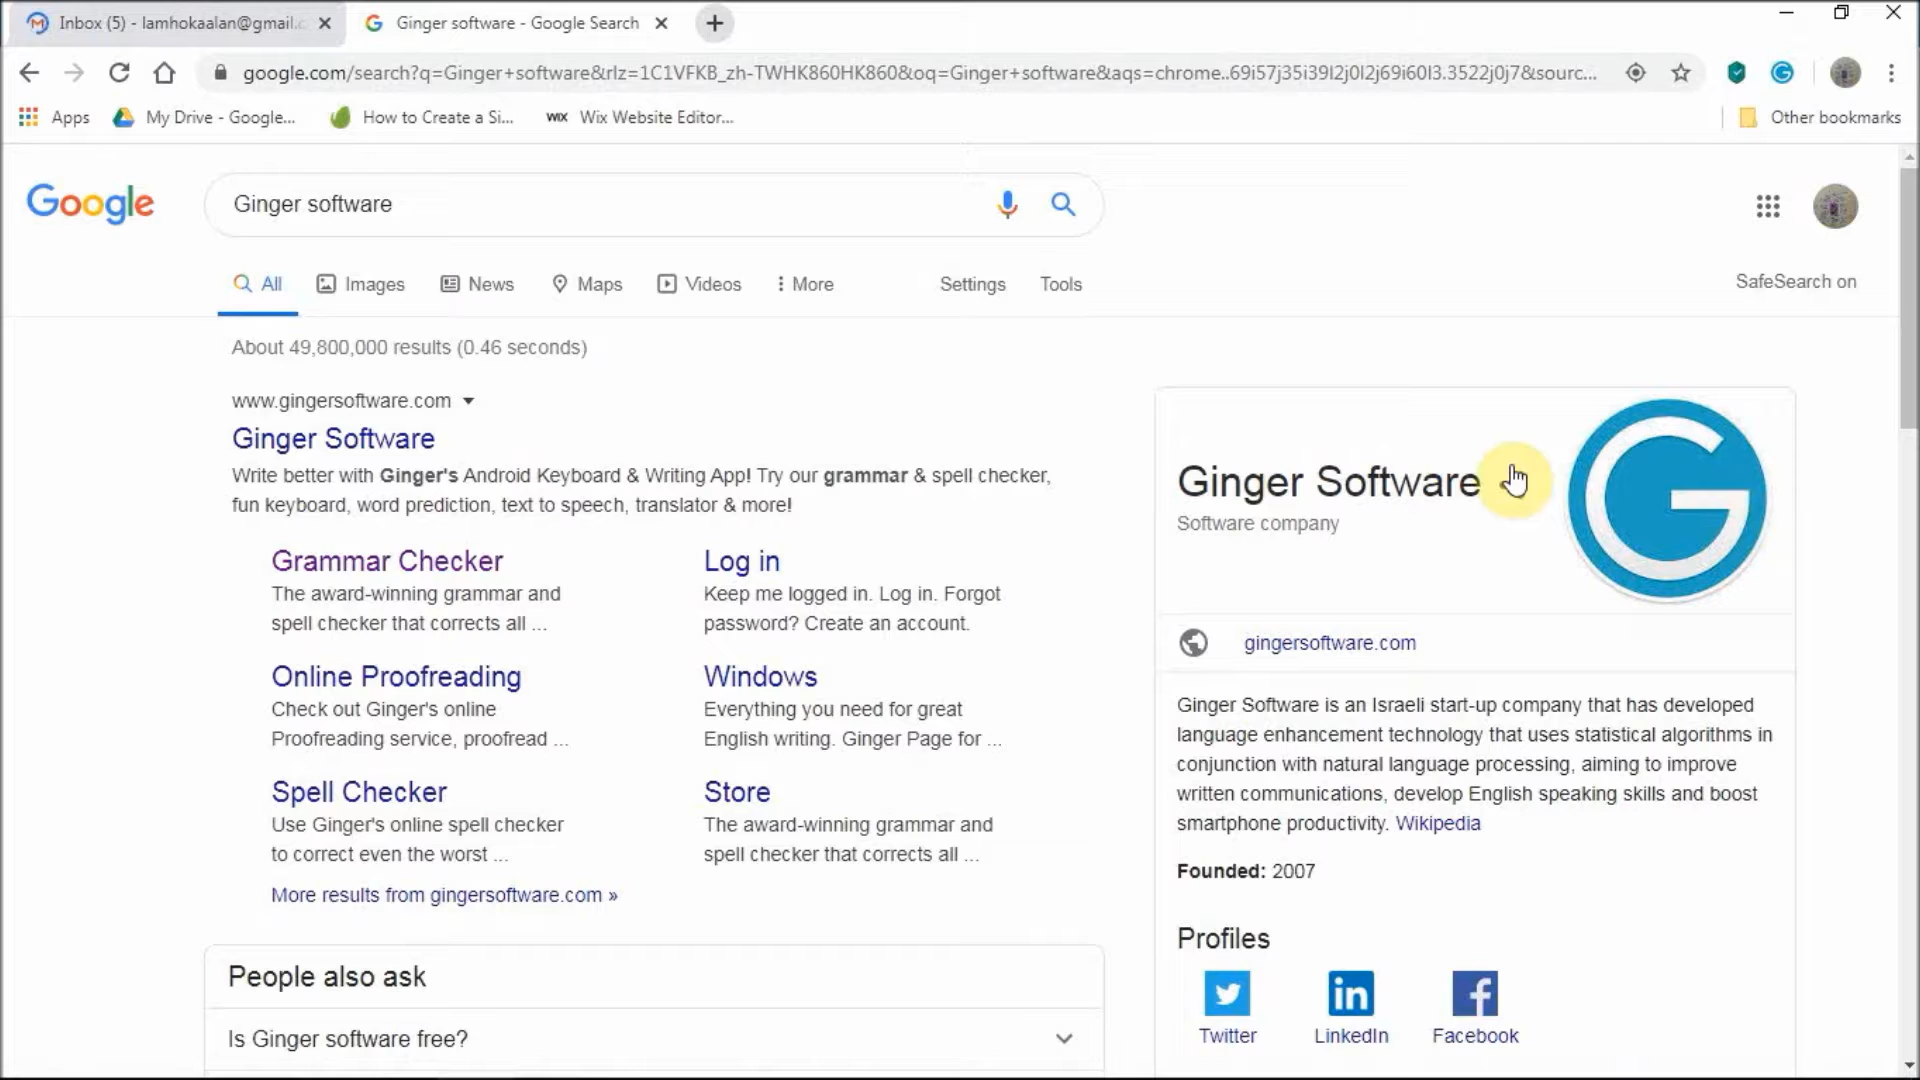 Inbox (5) - lamhokaalan@gmail.c
Ginger software - Google Search
google.com/search?q=Ginger+software&rlz=1C1VFKB_zh-TWHK860HK860&oq=Ginger+software&aqs=chrome..69i57j35i39l2j0l2j69i60l3.3522j0j7&sourc...
Apps
My Drive - Google...
How to Create a Si...
WIX Wix Website Editor...
Other bookmarks
Google
Ginger software
All
Images
News
Maps
Videos
More
Settings
Tools
SafeSearch on
About 49,800,000 results (0.46 seconds)
www.gingersoftware.com
Ginger Software
Write better with Ginger's Android Keyboard & Writing App! Try our grammar & spell checker,
fun keyboard, word prediction, text to speech, translator & more!
Grammar Checker
The award-winning grammar and
spell checker that corrects all ...
Log in
Keep me logged in. Log in. Forgot
password? Create an account.
Online Proofreading
Check out Ginger's online
Proofreading service, proofread ...
Windows
Everything you need for great
English writing. Ginger Page for ...
Spell Checker
Use Ginger's online spell checker
to correct even the worst ...
Store
The award-winning grammar and
spell checker that corrects all ...
More results from gingersoftware.com »
People also ask
Is Ginger software free?
Ginger Software
Software company
G
gingersoftware.com
Ginger Software is an Israeli start-up company that has developed
language enhancement technology that uses statistical algorithms in
conjunction with natural language processing, aiming to improve
written communications, develop English speaking skills and boost
smartphone productivity. Wikipedia
Founded: 2007
Profiles
Twitter
LinkedIn
Facebook